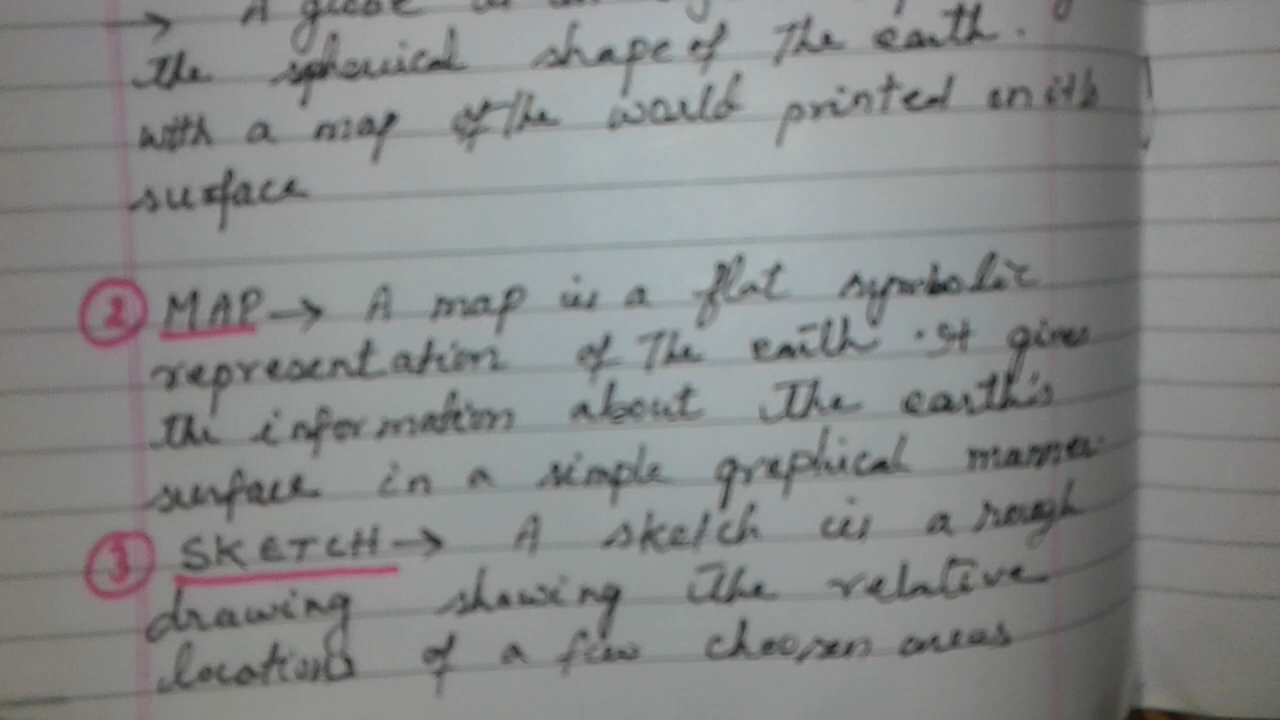 → A globe is
the spherical shape of The earth.
with a map of the world printed on its
surface
2 MAP → A map is a flat symbolic
representation of The earth. It gives
the information about The earth's
surface in a simple graphical manner
3 SKETCH → A sketch is a rough
drawing showing the relative
locations of a few choosen areas